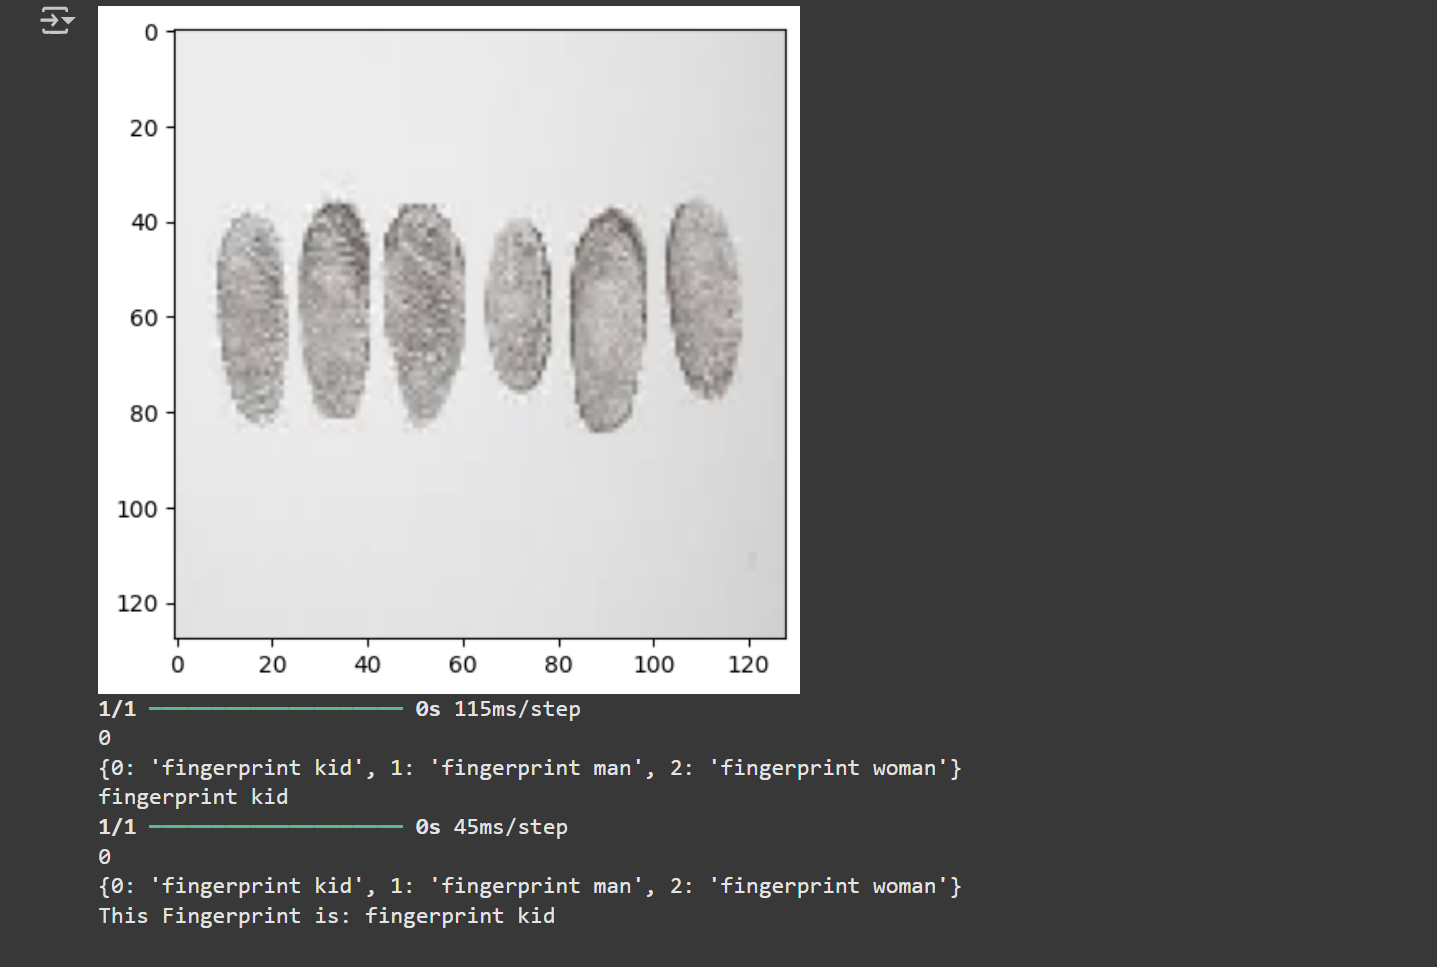 0
20
40
60
80
100
120
0 20 40 60 80 100 120
1/1 ━━━━━━━━━━━━━━━━━━━━ 0s 115ms/step
0
{0: 'fingerprint kid', 1: 'fingerprint man', 2: 'fingerprint woman'}
fingerprint kid
1/1 ━━━━━━━━━━━━━━━━━━━━ 0s 45ms/step
0
{0: 'fingerprint kid', 1: 'fingerprint man', 2: 'fingerprint woman'}
This Fingerprint is: fingerprint kid